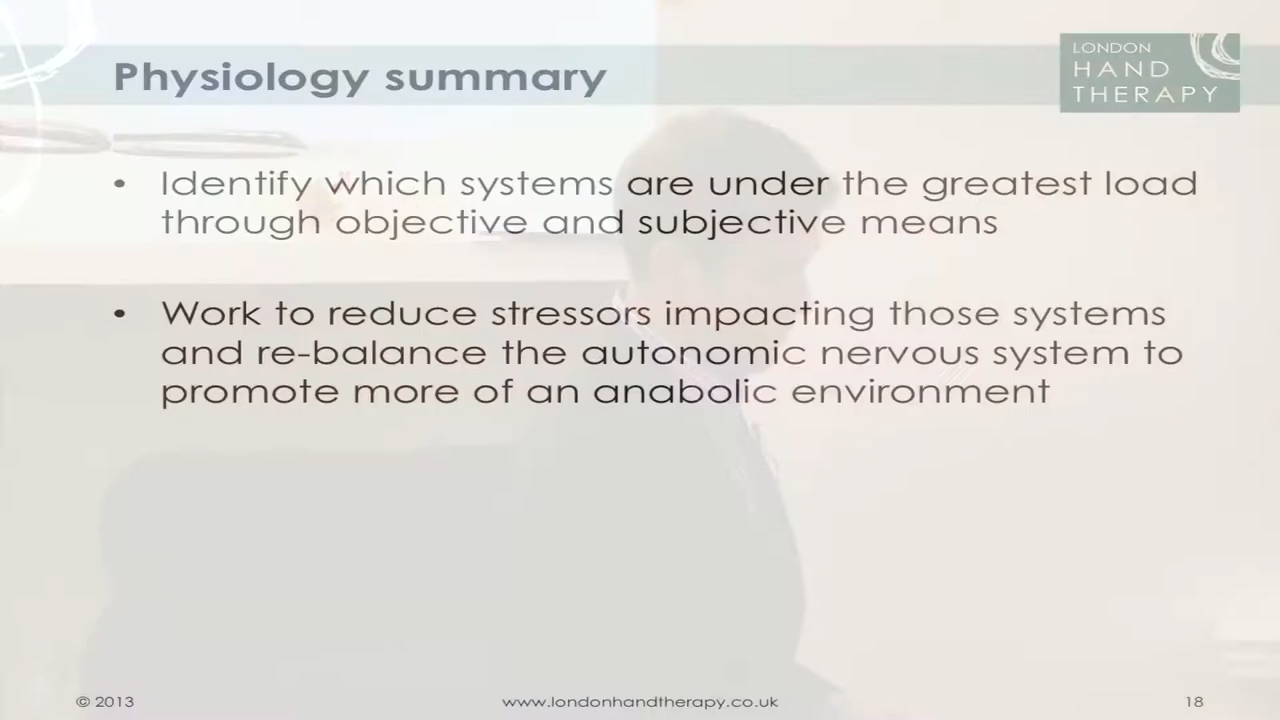 Physiology summary
LONDON
HAND
THERAPY
• Identify which systems are under the greatest load
through objective and subjective means
• Work to reduce stressors impacting those systems
and re-balance the autonomic nervous system to
promote more of an anabolic environment
© 2013
www.londonhandtherapy.co.uk
18